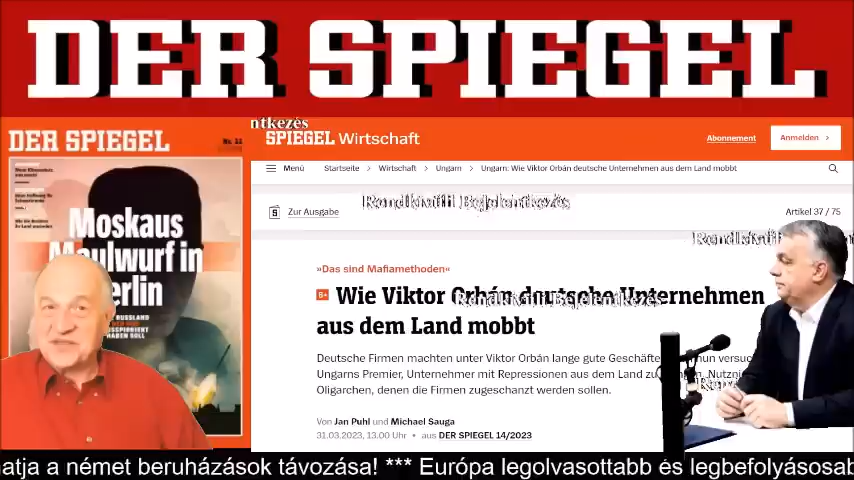 DER SPIEGEL
ntkezés
SPIEGEL Wirtschaft
Abonnement
Anmelden
DER SPIEGEL
Menü
Startseite
Wirtschaft
Ungarn
Ungarn: Wie Viktor Orbán deutsche Unternehmen aus dem Land mobbt
Zur Ausgabe
Artikel 37 / 75
Moskaus
Maulwurf in
erlin
»Das sind Mafiamethoden«
S+ Wie Viktor Orbán deutsche Unternehmen
aus dem Land mobbt
Deutsche Firmen machten unter Viktor Orbán lange gute Geschäfte
Ungarns Premier, Unternehmer mit Repressionen aus dem Land zu
Oligarchen, denen die Firmen zugeschanzt werden sollen.
Von Jan Puhl und Michael Sauga
31.03.2023, 13.00 Uhr • aus DER SPIEGEL 14/2023
atja a német beruházások távozása! *** Európa legolvasottabb és legbefolyásosab